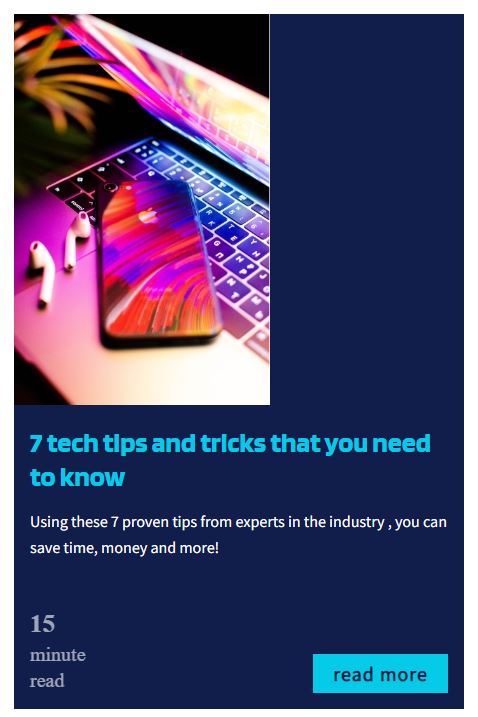 7 tech tips and tricks that you need
to know
Using these 7 proven tips from experts in the industry , you can
save time, money and more!
15
minute
read
read more